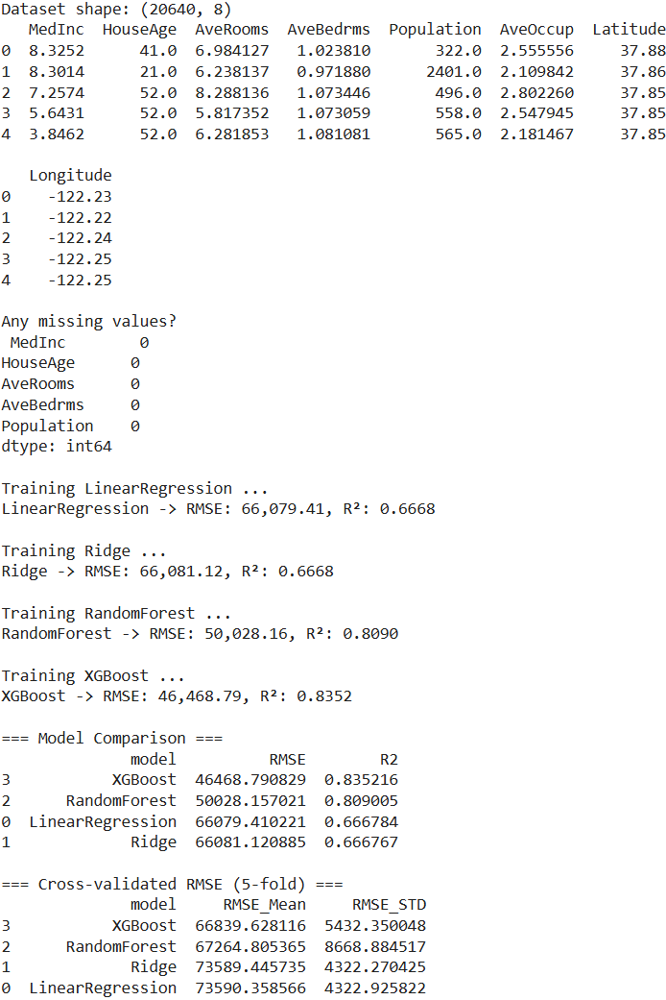 Dataset shape: (20640, 8)
   MedInc  HouseAge  AveRooms  AveBedrms  Population  AveOccup  Latitude
0  8.3252      41.0  6.984127   1.023810       322.0  2.555556     37.88
1  8.3014      21.0  6.238137   0.971880      2401.0  2.109842     37.86
2  7.2574      52.0  8.288136   1.073446       496.0  2.802260     37.85
3  5.6431      52.0  5.817352   1.073059       558.0  2.547945     37.85
4  3.8462      52.0  6.281853   1.081081       565.0  2.181467     37.85

   Longitude
0    -122.23
1    -122.22
2    -122.24
3    -122.25
4    -122.25

Any missing values?
 MedInc        0
HouseAge      0
AveRooms      0
AveBedrms     0
Population    0
dtype: int64

Training LinearRegression ...
LinearRegression -> RMSE: 66,079.41, R²: 0.6668

Training Ridge ...
Ridge -> RMSE: 66,081.12, R²: 0.6668

Training RandomForest ...
RandomForest -> RMSE: 50,028.16, R²: 0.8090

Training XGBoost ...
XGBoost -> RMSE: 46,468.79, R²: 0.8352

=== Model Comparison ===
              model          RMSE        R2
3           XGBoost  46468.790829  0.835216
2      RandomForest  50028.157021  0.809005
0  LinearRegression  66079.410221  0.666784
1             Ridge  66081.120885  0.666767

=== Cross-validated RMSE (5-fold) ===
              model     RMSE_Mean     RMSE_STD
3           XGBoost  66839.628116  5432.350048
2      RandomForest  67264.805365  8668.884517
1             Ridge  73589.445735  4322.270425
0  LinearRegression  73590.358566  4322.925822